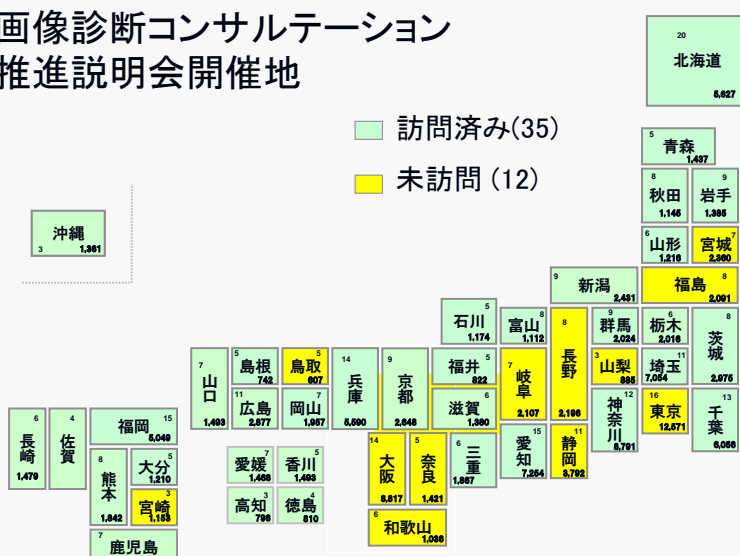 画像診断コンサルテーション
推進説明会開催地
訪問済み(35)
未訪問 (12)
20
北海道
5,627
5
青森
1,437
8
秋田
1,145
9
岩手
1,385
6
山形
1,216
7
宮城
2,360
9
新潟
2,431
8
福島
2,091
3
沖縄
1,361
5
石川
1,174
8
富山
1,112
8
長野
2,196
9
群馬
2,024
6
栃木
2,016
8
茨城
2,975
7
山口
1,493
5
島根
742
5
鳥取
607
14
兵庫
5,590
9
京都
2,648
5
福井
822
7
岐阜
2,107
3
山梨
885
11
埼玉
7,054
11
広島
2,877
7
岡山
1,957
滋賀
1,380
12
神奈川
8,791
16
東京
12,571
13
千葉
6,056
6
長崎
1,479
4
佐賀
15
福岡
5,049
8
熊本
1,842
5
大分
1,210
3
宮崎
1,153
7
鹿児島
7
愛媛
1,468
香川
1,493
3
高知
796
4
徳島
810
14
大阪
8,817
5
奈良
1,421
6
三重
1,867
15
愛知
7,254
11
静岡
3,792
6
和歌山
1,036